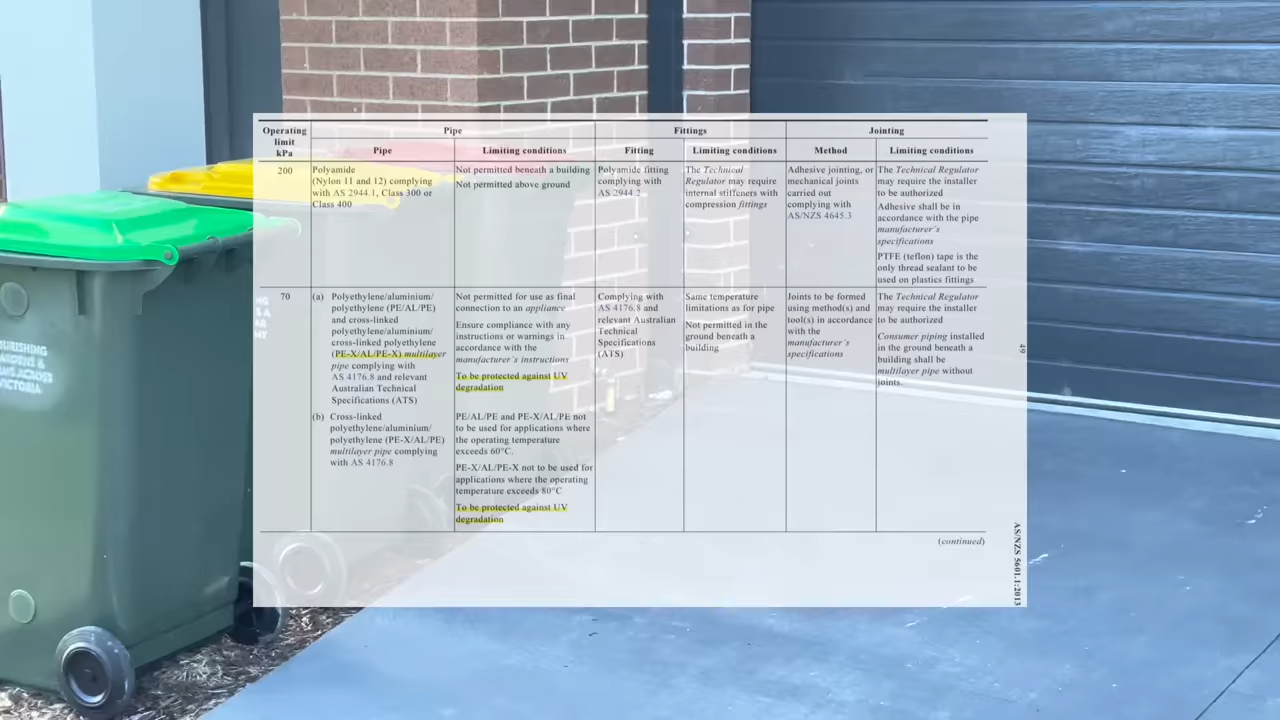 Operating
limit
kPa
Pipe
Fittings
Jointing
Pipe
Limiting conditions
Fitting
Limiting conditions
Method
Limiting conditions
200
Polyamide
(Nylon 11 and 12) complying
with AS 2944.1, Class 300 or
Class 400
Not permitted beneath a building
Not permitted above ground
Polyamide fitting
complying with
AS 2944.2
The Technical
Regulator may require
internal stiffeners with
compression fittings
Adhesive jointing, or
mechanical joints
carried out
complying with
AS/NZS 4645.3
The Technical Regulator
may require the installer
to be authorized
Adhesive shall be in
accordance with the pipe
manufacturer's
specifications
PTFE (teflon) tape is the
only thread sealant to be
used on plastics fittings
70
(a) Polyethylene/aluminium/
polyethylene (PE/AL/PE)
and cross-linked
polyethylene/aluminium/
cross-linked polyethylene
(PE-X/AL/PE-X) multilayer
pipe complying with
AS 4176.8 and relevant
Australian Technical
Specifications (ATS)
(b) Cross-linked
polyethylene/aluminium/
polyethylene (PE-X/AL/PE)
multilayer pipe complying
with AS 4176.8
Not permitted for use as final
connection to an appliance
Ensure compliance with any
instructions or warnings in
accordance with the
manufacturer's instructions
To be protected against UV
degradation
PE/AL/PE and PE-X/AL/PE not
to be used for applications where
the operating temperature
exceeds 60°C.
PE-X/AL/PE-X not to be used for
applications where the operating
temperature exceeds 80°C
To be protected against UV
degradation
Complying with
AS 4176.8 and
relevant Australian
Technical
Specifications
(ATS)
Same temperature
limitations as for pipe
Not permitted in the
ground beneath a
building
Joints to be formed
using method(s) and
tool(s) in accordance
with the
manufacturer's
specifications
The Technical Regulator
may require the installer
to be authorized
Consumer piping installed
in the ground beneath a
building shall be
multilayer pipe without
joints.
(continued)
49
AS/NZS 5601.1:2013
VICTORIA